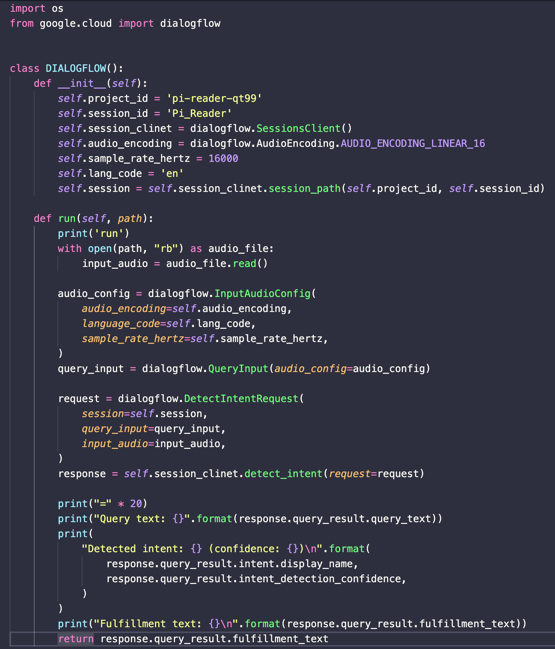 import os
from google.cloud import dialogflow
class DIALOGFLOW():
def __init__(self):
self.project_id = 'pi-reader-qt99'
self.session_id = 'Pi_Reader'
self.session_clinet = dialogflow.SessionsClient()
self.audio_encoding = dialogflow.AudioEncoding.AUDIO_ENCODING_LINEAR_16
self.sample_rate_hertz = 16000
self.lang_code = 'en'
self.session = self.session_clinet.session_path(self.project_id, self.session_id)
def run(self, path):
print('run')
with open(path, "rb") as audio_file:
input_audio = audio_file.read()
audio_config = dialogflow.InputAudioConfig(
audio_encoding=self.audio_encoding,
language_code=self.lang_code,
sample_rate_hertz=self.sample_rate_hertz,
)
query_input = dialogflow.QueryInput(audio_config=audio_config)
request = dialogflow.DetectIntentRequest(
session=self.session,
query_input=query_input,
input_audio=input_audio,
)
response = self.session_clinet.detect_intent(request=request)
print("=" * 20)
print("Query text: {}".format(response.query_result.query_text))
print(
"Detected intent: {} (confidence: {})\n".format(
response.query_result.intent.display_name,
response.query_result.intent_detection_confidence,
)
)
print("Fulfillment text: {}\n".format(response.query_result.fulfillment_text))
return response.query_result.fulfillment_text